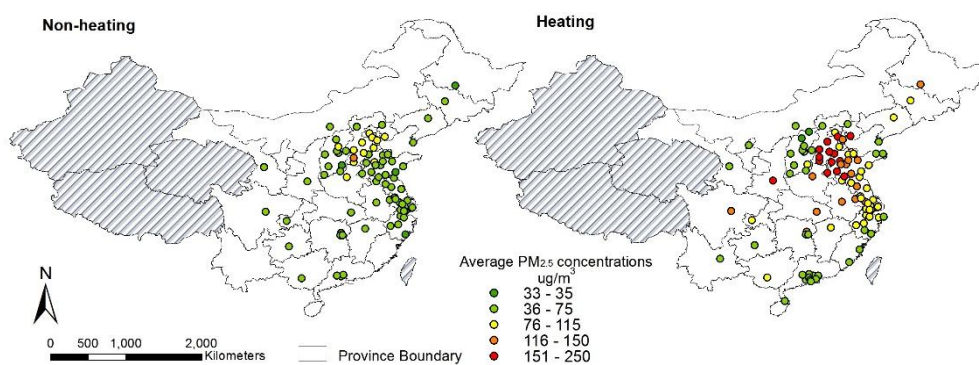 Non-heating
Heating
Average PM2.5 concentrations
ug/m3
33 - 35
36 - 75
76 - 115
116 - 150
151 - 250
N
0 500 1,000 2,000
Kilometers
Province Boundary